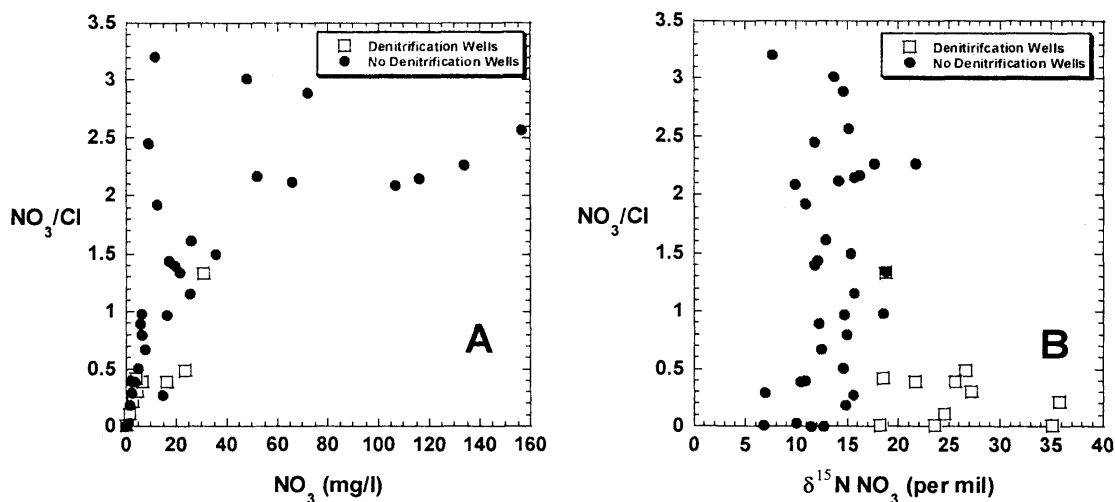 3.5
3
2.5
2
1.5
1
0.5
0
NO3/Cl
Denitrification Wells
No Denitrification Wells
A
0 20 40 60 80 100 120 140 160
NO3 (mg/l)
3.5
3
2.5
2
1.5
1
0.5
0
NO3/Cl
Denitirifcation Wells
No Denitrification Wells
B
0 5 10 15 20 25 30 35 40
δ15N NO3 (per mil)